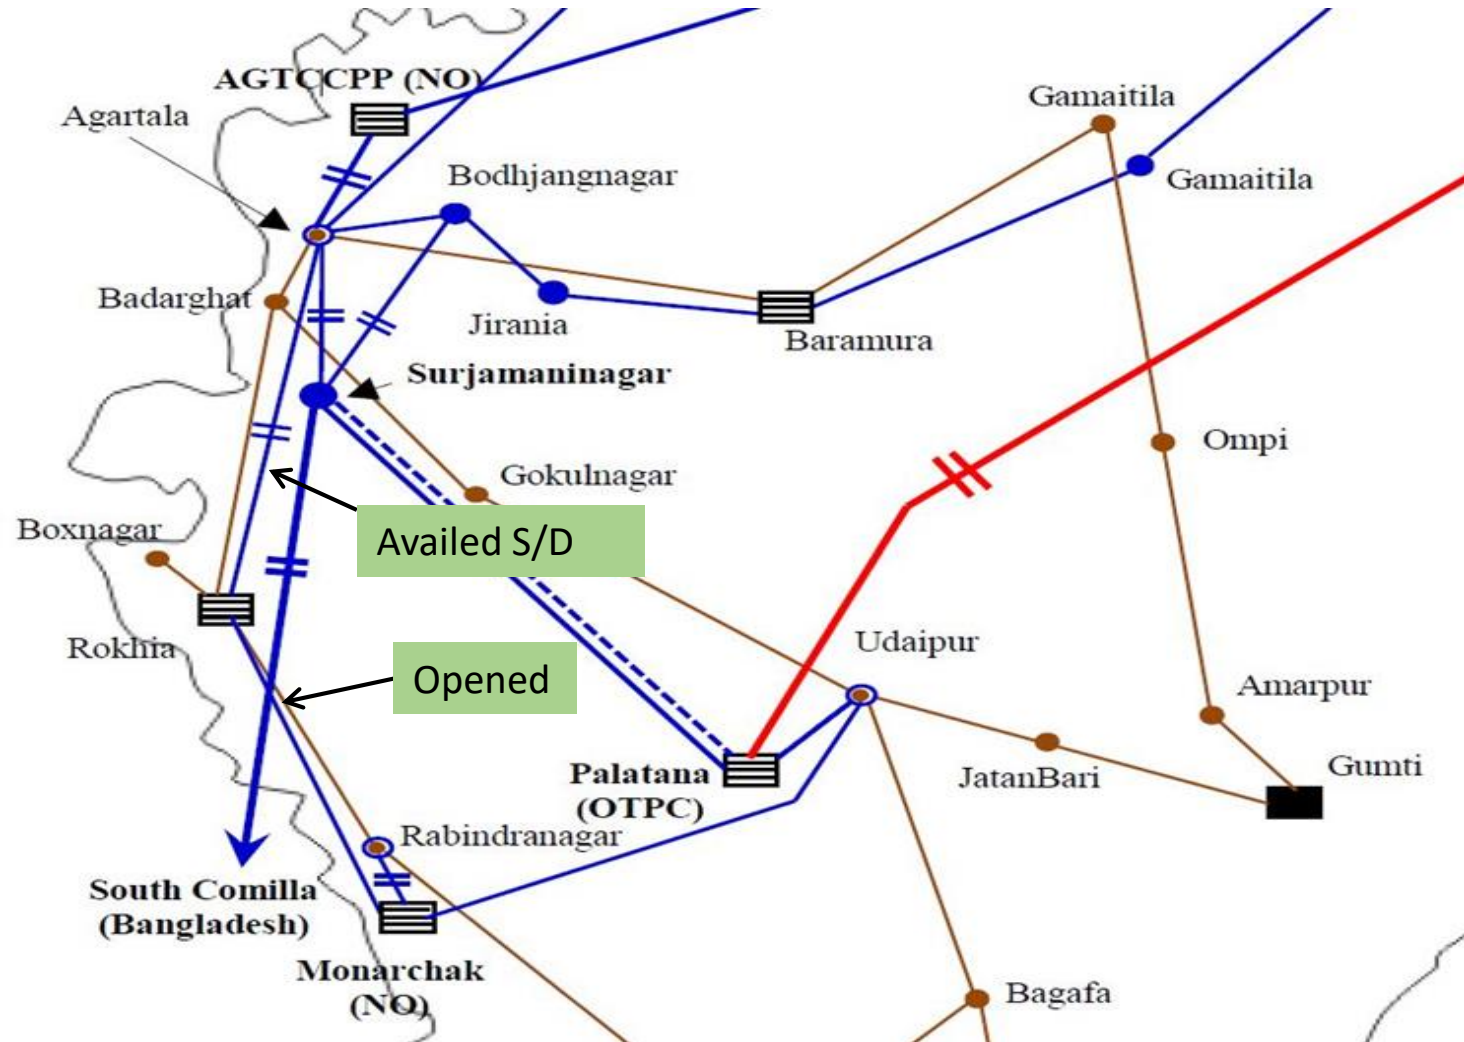 AGTCCPP (NO)
Agartala
Gamaitila
Bodhjangnagar
Gamaitila
Badarghat
Jirania
Baramura
Surjamaninagar
Ompi
Gokulnagar
Boxnagar
Availed S/D
Rokhia
Udaipur
Opened
Amarpur
Palatana
(OTPC)
JatanBari
Gumti
Rabindranagar
South Comilla
(Bangladesh)
Monarchak
(NO)
Bagafa